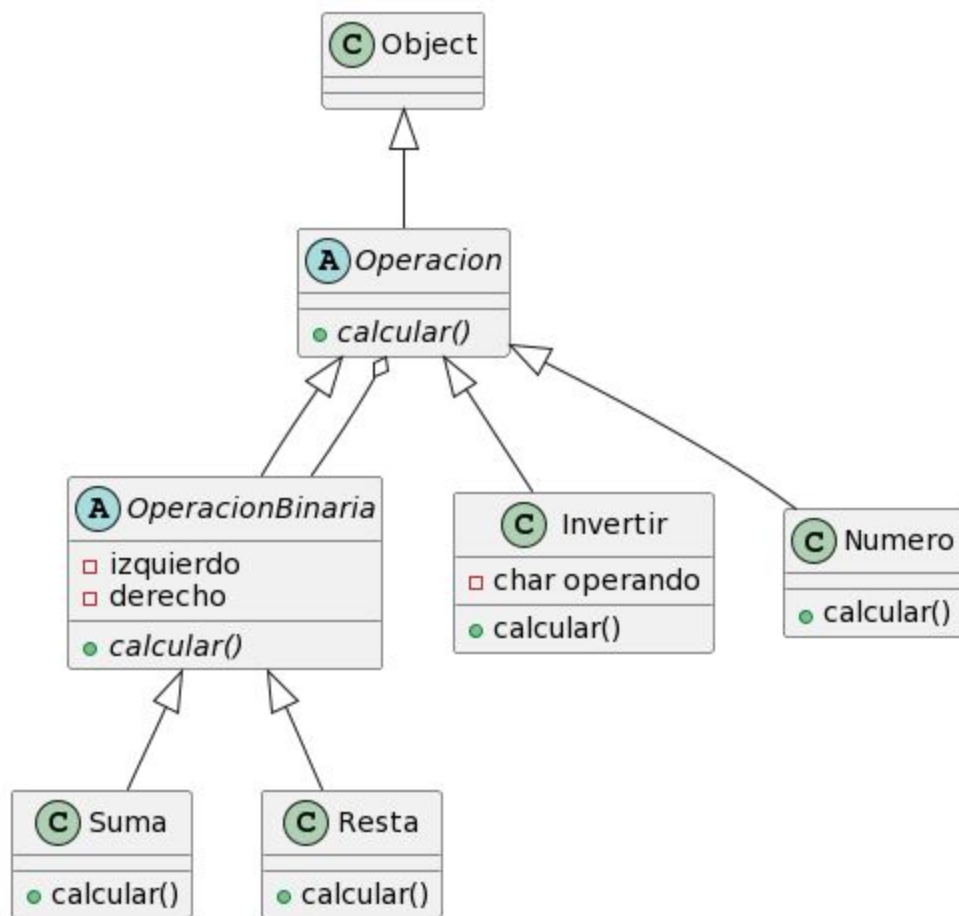 C Object
A Operacion
calcular()
A OperacionBinaria
izquierdo
derecho
calcular()
C Invertir
char operando
calcular()
C Numero
calcular()
C Suma
calcular()
C Resta
calcular()